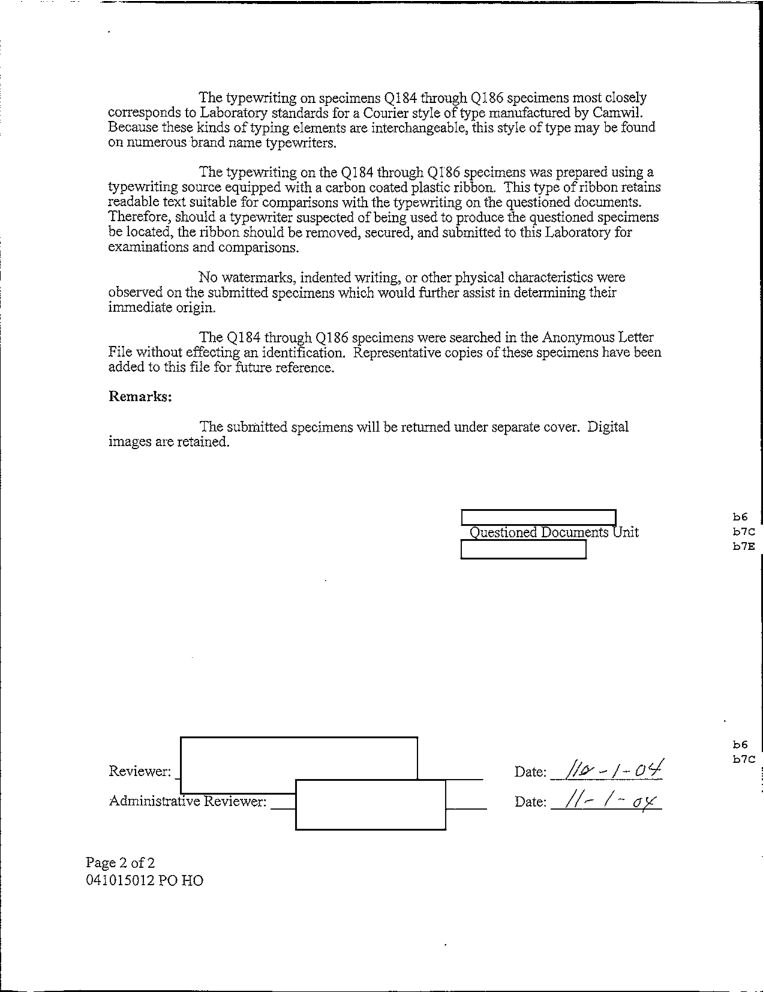 The typewriting on specimens Q184 through Q186 specimens most closely
corresponds to Laboratory standards for a Courier style of type manufactured by Camwil.
Because these kinds of typing elements are interchangeable, this style of type may be found
on numerous brand name typewriters.
The typewriting on the Q184 through Q186 specimens was prepared using a
typewriting source equipped with a carbon coated plastic ribbon. This type of ribbon retains
readable text suitable for comparisons with the typewriting on the questioned documents.
Therefore, should a typewriter suspected of being used to produce the questioned specimens
be located, the ribbon should be removed, secured, and submitted to this Laboratory for
examinations and comparisons.
No watermarks, indented writing, or other physical characteristics were
observed on the submitted specimens which would further assist in determining their
immediate origin.
The Q184 through Q186 specimens were searched in the Anonymous Letter
File without effecting an identification. Representative copies of these specimens have been
added to this file for future reference.
Remarks:
The submitted specimens will be returned under separate cover. Digital
images are retained.
b6
Questioned Documents Unit b7C
b7E
b6
b7C
Reviewer: Date: 11-1-04
Administrative Reviewer: Date: 11-1-04
Page 2 of 2
041015012 PO HO